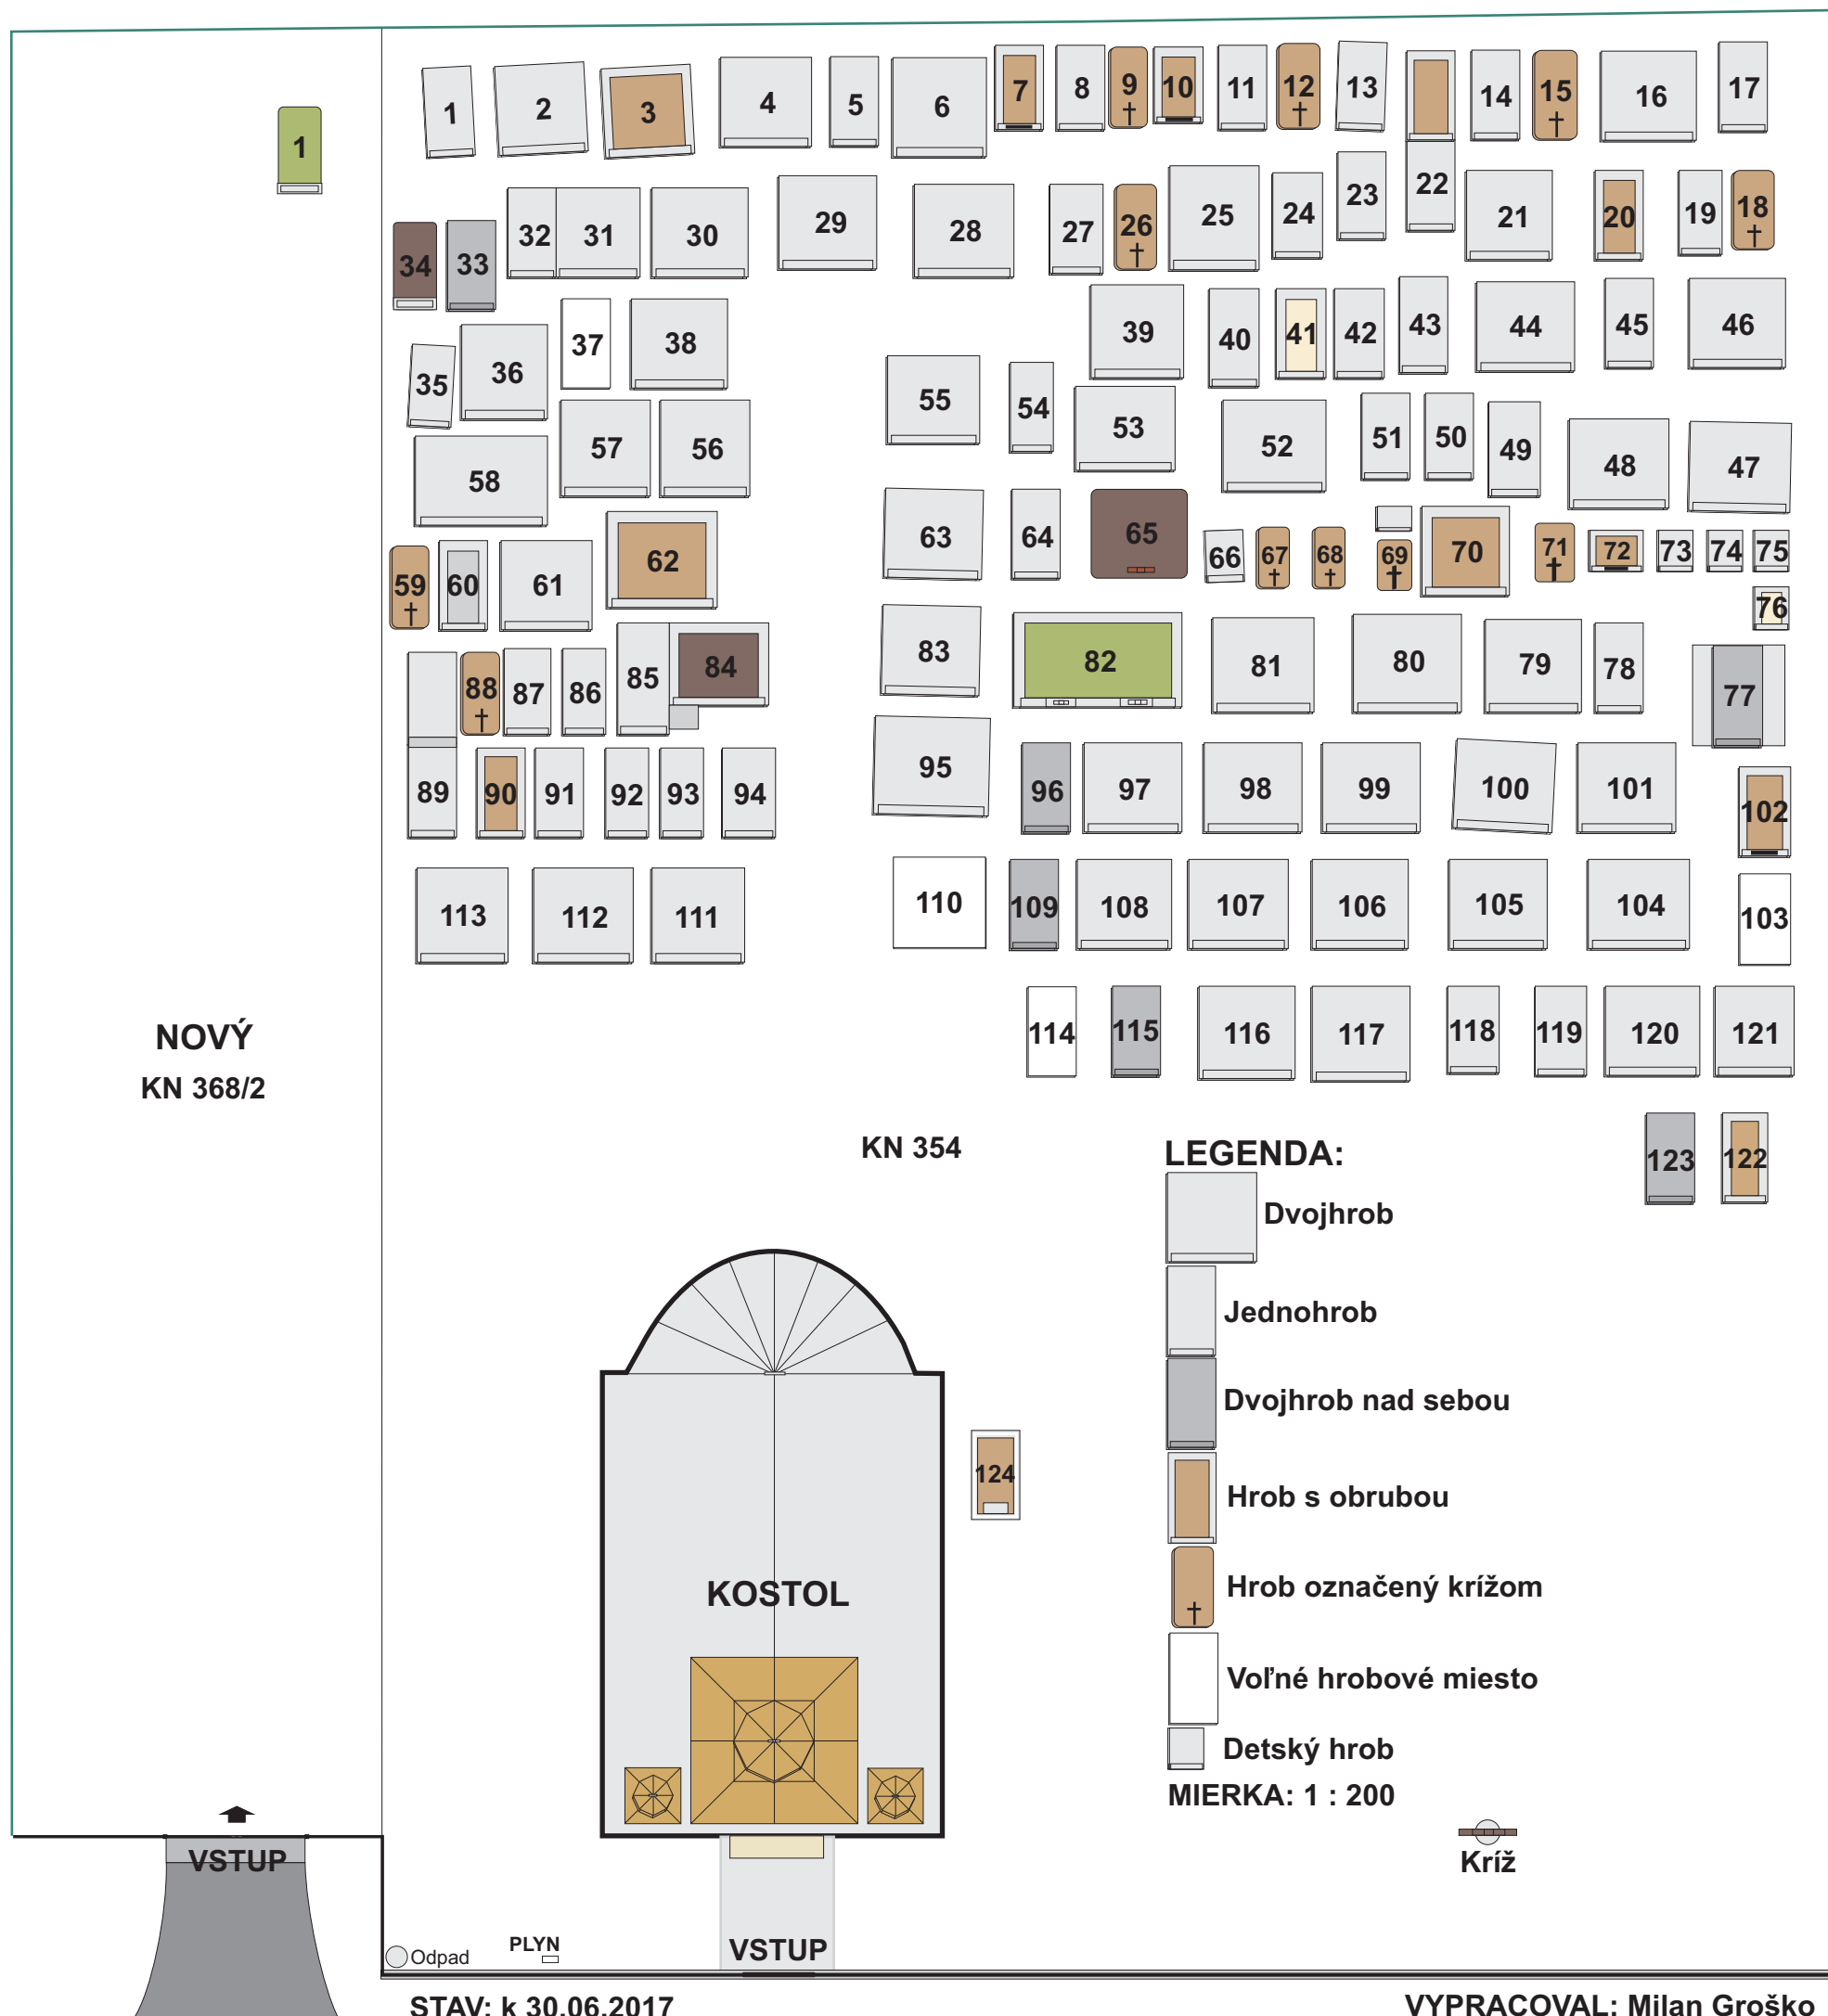 1 2 3 4 5 6 7 8 9 10 11 12 13 14 15 16 17
1
32 31 30 29 28 27 26 25 24 23 22 21 20 19 18
34 33
35 36 37 38 39 40 41 42 43 44 45 46
58 57 56 55 54 53 52 51 50 49 48 47
59 60 61 62 63 64 65 66 67 68 69 70 71 72 73 74 75
76
88 87 86 85 84 83 82 81 80 79 78 77
89 90 91 92 93 94 95 96 97 98 99 100 101 102
113 112 111 110 109 108 107 106 105 104 103
114 115 116 117 118 119 120 121
NOVÝ
KN 368/2
KN 354
123 122
LEGENDA:
Dvojhrob
Jednohrob
Dvojhrob nad sebou
Hrob s obrubou
Hrob označený krížom
Voľné hrobové miesto
Detský hrob
MIERKA: 1 : 200
124
KOSTOL
Kríž
VSTUP
Odpad
PLYN
VSTUP
STAV: k 30.06.2017
VYPRACOVAL: Milan Groško